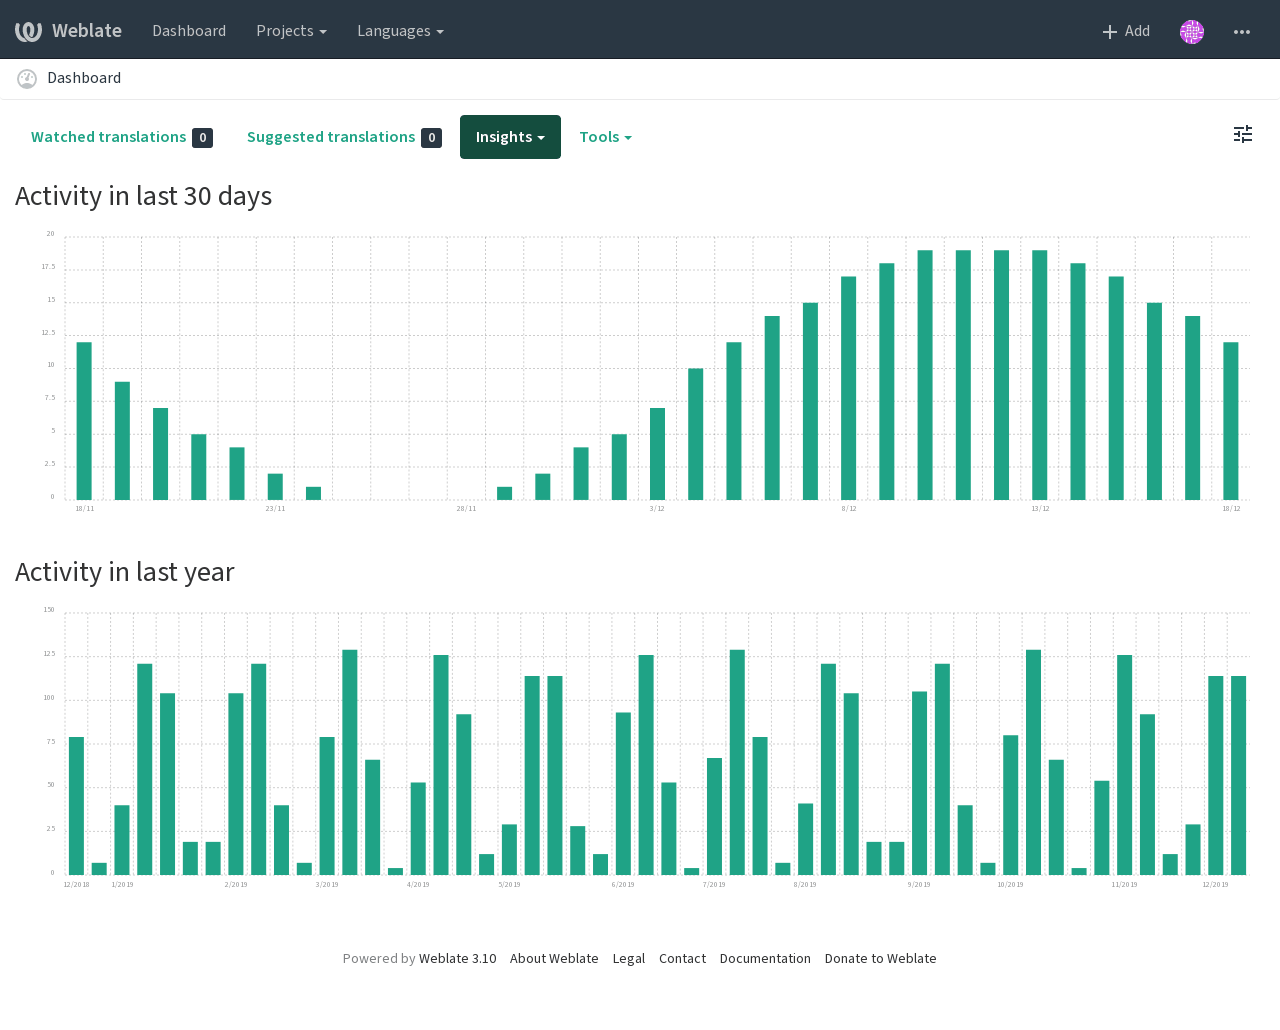 Weblate Dashboard Projects Languages Add
Dashboard
Watched translations 0 Suggested translations 0 Insights Tools
Activity in last 30 days
20
17.5
15
12.5
10
7.5
5
2.5
0
18/11 23/11 28/11 3/12 8/12 13/12 18/12
Activity in last year
150
125
100
75
50
25
0
12/2018 1/2019 2/2019 3/2019 4/2019 5/2019 6/2019 7/2019 8/2019 9/2019 10/2019 11/2019 12/2019
Powered by Weblate 3.10 About Weblate Legal Contact Documentation Donate to Weblate